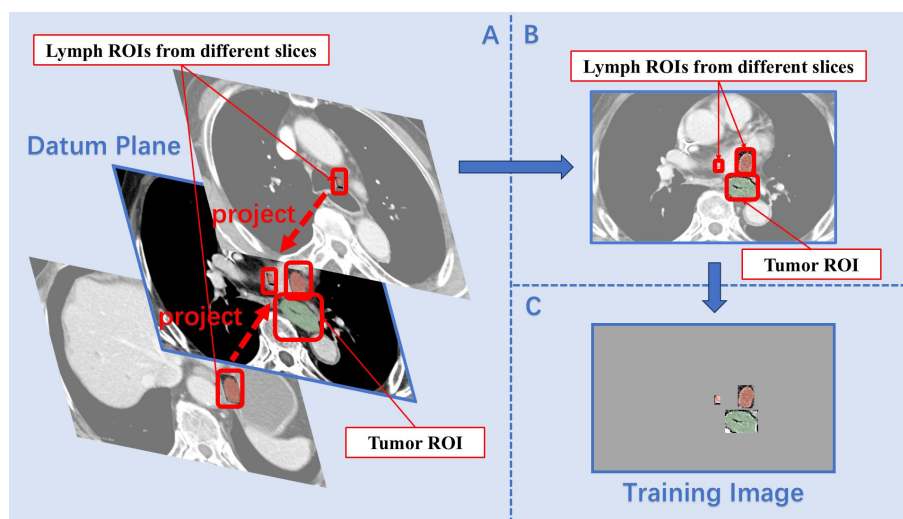 A
B
Lymph ROIs from different slices
Lymph ROIs from different slices
Datum Plane
project
project
Tumor ROI
Tumor ROI
C
Training Image